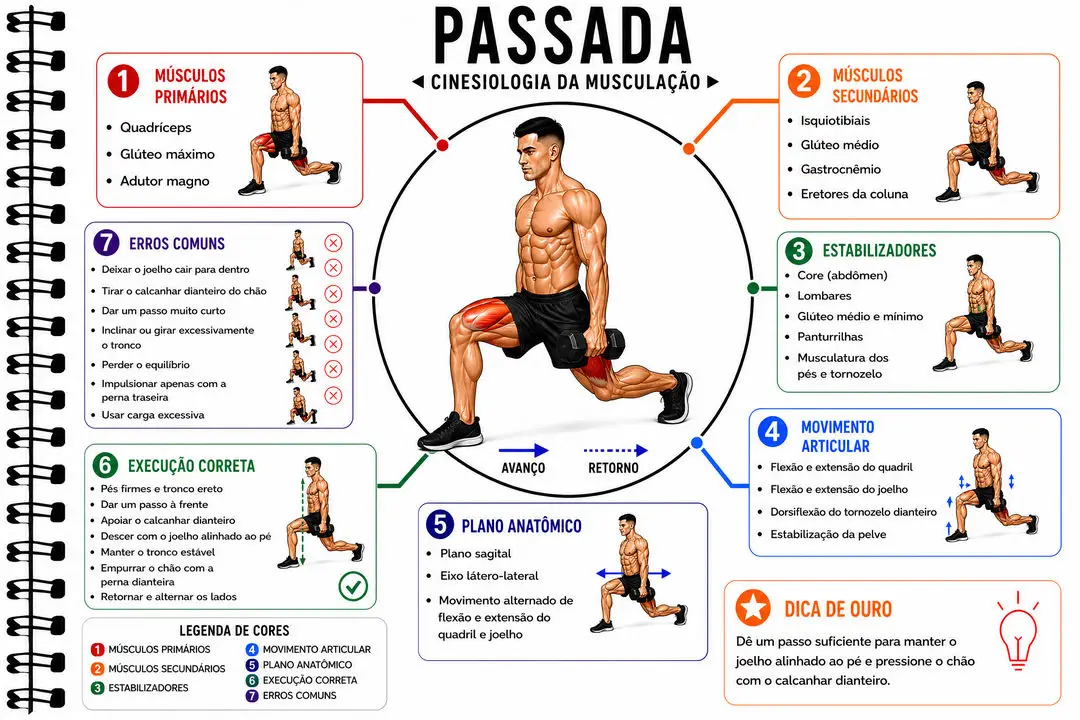 PASSADA
CINESIOLOGIA DA MUSCULAÇÃO
1
MÚSCULOS
PRIMÁRIOS
• Quadríceps
• Glúteo máximo
• Adutor magno
2
MÚSCULOS
SECUNDÁRIOS
• Isquiotibiais
• Glúteo médio
• Gastrocnêmio
• Eretores da coluna
3
ESTABILIZADORES
• Core (abdômen)
• Lombares
• Glúteo médio e mínimo
• Panturrilhas
• Musculatura dos
pés e tornozelo
4
MOVIMENTO
ARTICULAR
• Flexão e extensão do quadril
• Flexão e extensão do joelho
• Dorsiflexão do tornozelo dianteiro
• Estabilização da pelve
AVANÇO
RETORNO
5
PLANO ANATÔMICO
• Plano sagital
• Eixo látero-lateral
• Movimento alternado de
flexão e extensão do
quadril e joelho
6
EXECUÇÃO CORRETA
• Pés firmes e tronco ereto
• Dar um passo à frente
• Apoiar o calcanhar dianteiro
• Descer com o joelho alinhado ao pé
• Manter o tronco estável
• Empurrar o chão com a
perna dianteira
• Retornar e alternar os lados
7
ERROS COMUNS
• Deixar o joelho cair para dentro
• Tirar o calcanhar dianteiro do chão
• Dar um passo muito curto
• Inclinar ou girar excessivamente
o tronco
• Perder o equilíbrio
• Impulsionar apenas com a
perna traseira
• Usar carga excessiva
LEGENDA DE CORES
1 MÚSCULOS PRIMÁRIOS
2 MÚSCULOS SECUNDÁRIOS
3 ESTABILIZADORES
4 MOVIMENTO ARTICULAR
5 PLANO ANATÔMICO
6 EXECUÇÃO CORRETA
7 ERROS COMUNS
DICA DE OURO
Dê um passo suficiente para manter o
joelho alinhado ao pé e pressione o chão
com o calcanhar dianteiro.